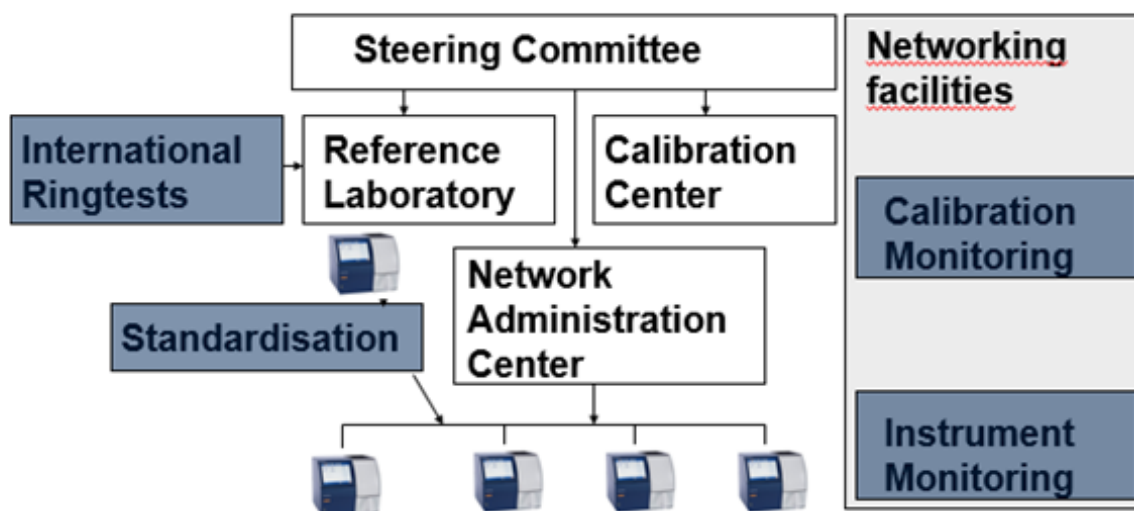 Steering Committee
Networking
facilities
International
Ringtests
Reference
Laboratory
Calibration
Center
Calibration
Monitoring
Network
Administration
Center
Standardisation
Instrument
Monitoring